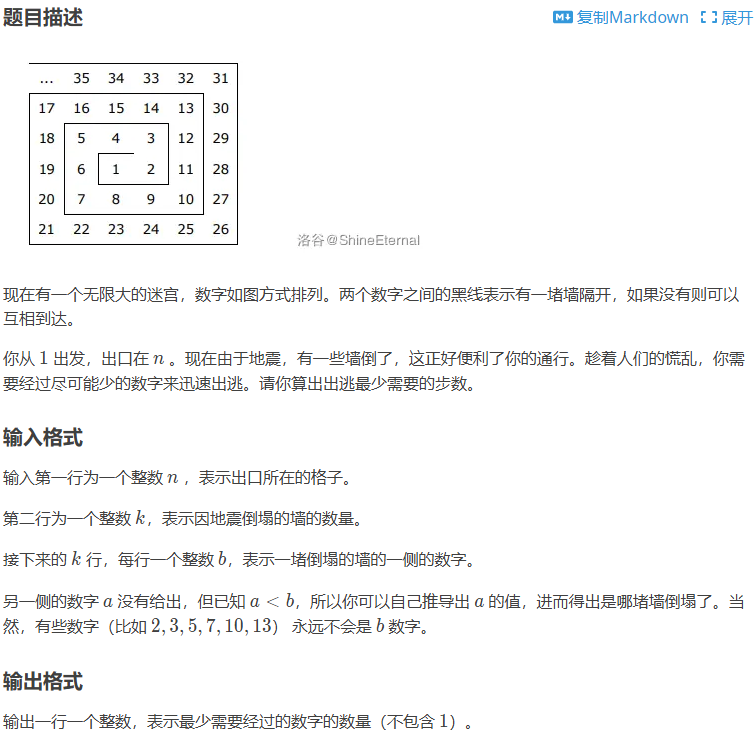 题目描述
复制Markdown 展开
... 35 34 33 32 31
17 16 15 14 13 30
18 5 4 3 12 29
19 6 1 2 11 28
20 7 8 9 10 27
21 22 23 24 25 26
洛谷@ShineEternal
现在有一个无限大的迷宫，数字如图方式排列。两个数字之间的黑线表示有一堵墙隔开，如果没有则可以
互相到达。
你从 1 出发，出口在 n 。现在由于地震，有一些墙倒了，这正好便利了你的通行。趁着人们的慌乱，你需
要经过尽可能少的数字来迅速出逃。请你算出出逃最少需要的步数。
输入格式
输入第一行为一个整数 n ，表示出口所在的格子。
第二行为一个整数 k，表示因地震倒塌的墙的数量。
接下来的 k 行，每行一个整数 b，表示一堵倒塌的墙的一侧的数字。
另一侧的数字 a 没有给出，但已知 a < b，所以你可以自己推导出 a 的值，进而得出是哪堵墙倒塌了。当
然，有些数字（比如 2, 3, 5, 7, 10, 13） 永远不会是 b 数字。
输出格式
输出一行一个整数，表示最少需要经过的数字的数量（不包含 1）。